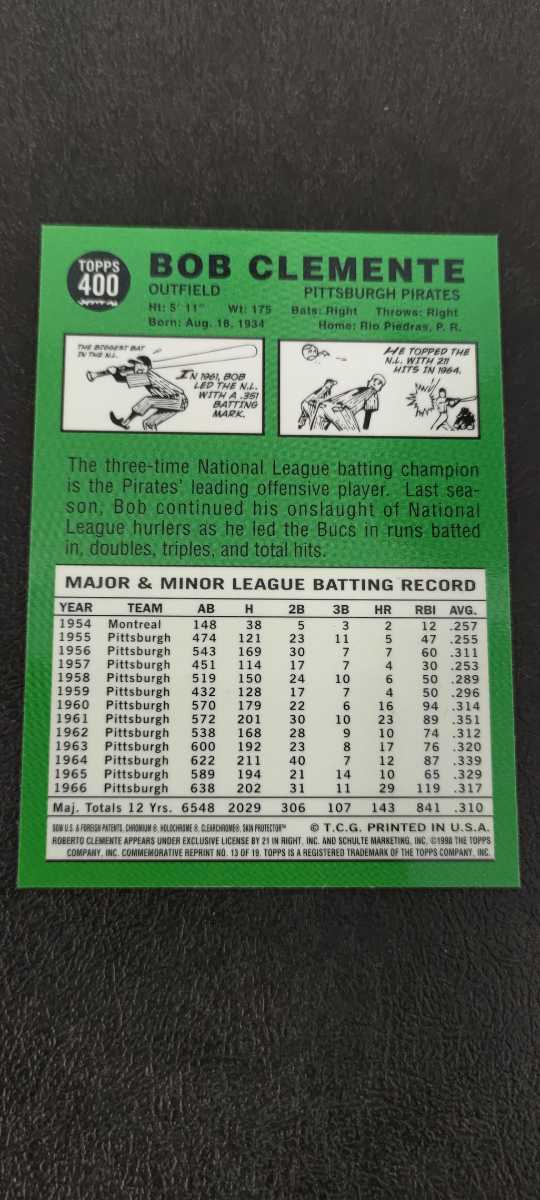 TOPPS
400
BOB CLEMENTE
OUTFIELD PITTSBURGH PIRATES
Ht: 5' 11" Wt: 175 Bats: Right Throws: Right
Born: Aug. 18, 1934 Home: Rio Piedras, P. R.
THE BIGGEST BAT
IN THE N.L.
IN 1961, BOB
LED THE N.L.
WITH A .351
BATTING
MARK.
HE TOPPED THE
N.L. WITH 211
HITS IN 1964.
The three-time National League batting champion
is the Pirates' leading offensive player. Last sea-
son, Bob continued his onslaught of National
League hurlers as he led the Bucs in runs batted
in, doubles, triples, and total hits.
MAJOR & MINOR LEAGUE BATTING RECORD
YEAR TEAM AB H 2B 3B HR RBI AVG.
1954 Montreal 148 38 5 3 2 12 .257
1955 Pittsburgh 474 121 23 11 5 47 .255
1956 Pittsburgh 543 169 30 7 7 60 .311
1957 Pittsburgh 451 114 17 7 4 30 .253
1958 Pittsburgh 519 150 24 10 6 50 .289
1959 Pittsburgh 432 128 17 7 4 50 .296
1960 Pittsburgh 570 179 22 6 16 94 .314
1961 Pittsburgh 572 201 30 10 23 89 .351
1962 Pittsburgh 538 168 28 9 10 74 .312
1963 Pittsburgh 600 192 23 8 17 76 .320
1964 Pittsburgh 622 211 40 7 12 87 .339
1965 Pittsburgh 589 194 21 14 10 65 .329
1966 Pittsburgh 638 202 31 11 29 119 .317
Maj. Totals 12 Yrs. 6548 2029 306 107 143 841 .310
U.S. & FOREIGN PATENTS, CHROMIUM ®, HOLOCHROME ®, CLEARCHROME®, SKIN PROTECTOR™ © T.C.G. PRINTED IN U.S.A.
ROBERTO CLEMENTE APPEARS UNDER EXCLUSIVE LICENSE BY 21 IN RIGHT, INC. AND SCHULTE MARKETING, INC. ©1998 THE TOPPS
COMPANY, INC. COMMEMORATIVE REPRINT NO. 13 OF 19. TOPPS IS A REGISTERED TRADEMARK OF THE TOPPS COMPANY, INC.